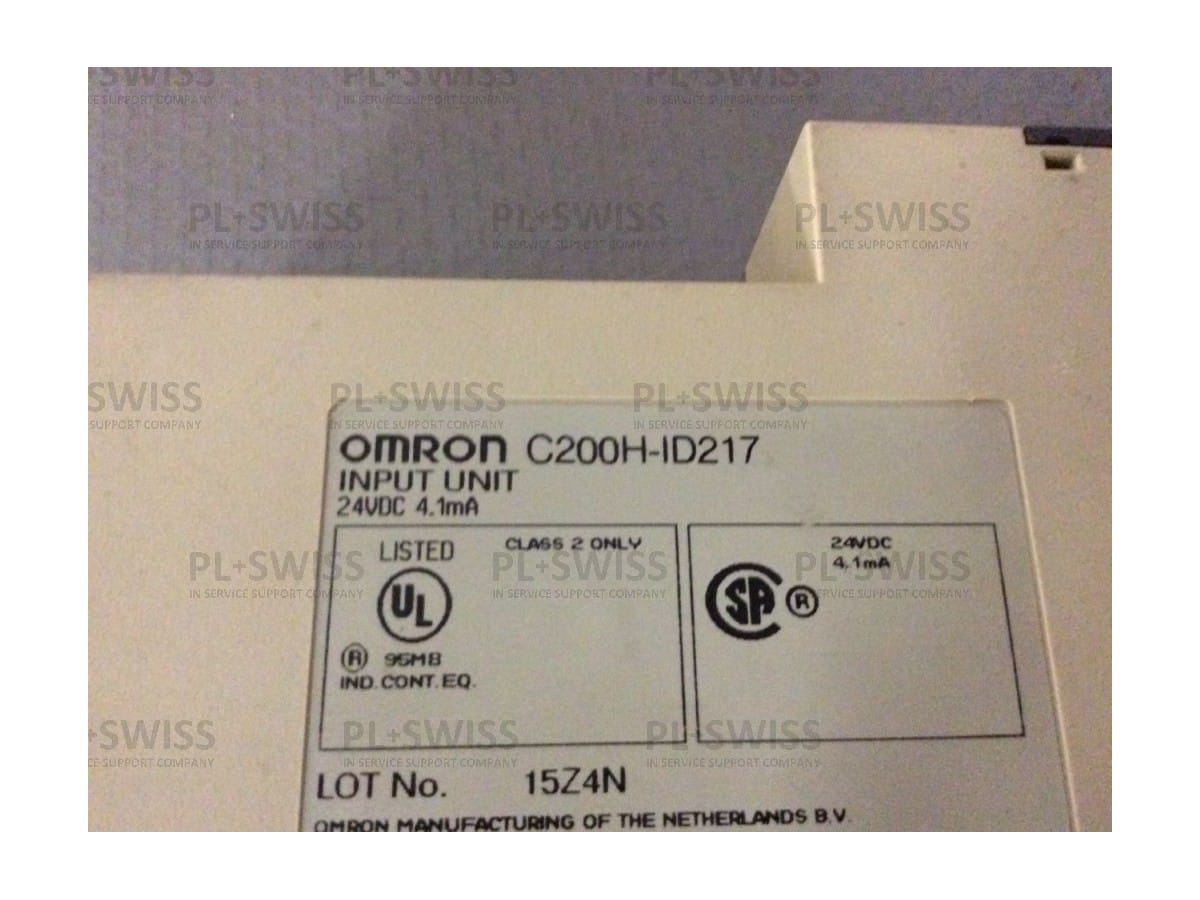 PL+SWISS
IN SERVICE SUPPORT COMPANY
OMRON C200H-ID217
INPUT UNIT
24VDC 4.1mA
LISTED CLASS 2 ONLY
UL
® 95M8
IND. CONT. EQ.
24VDC
4.1mA
SA ®
LOT No. 15Z4N
OMRON MANUFACTURING OF THE NETHERLANDS B.V.